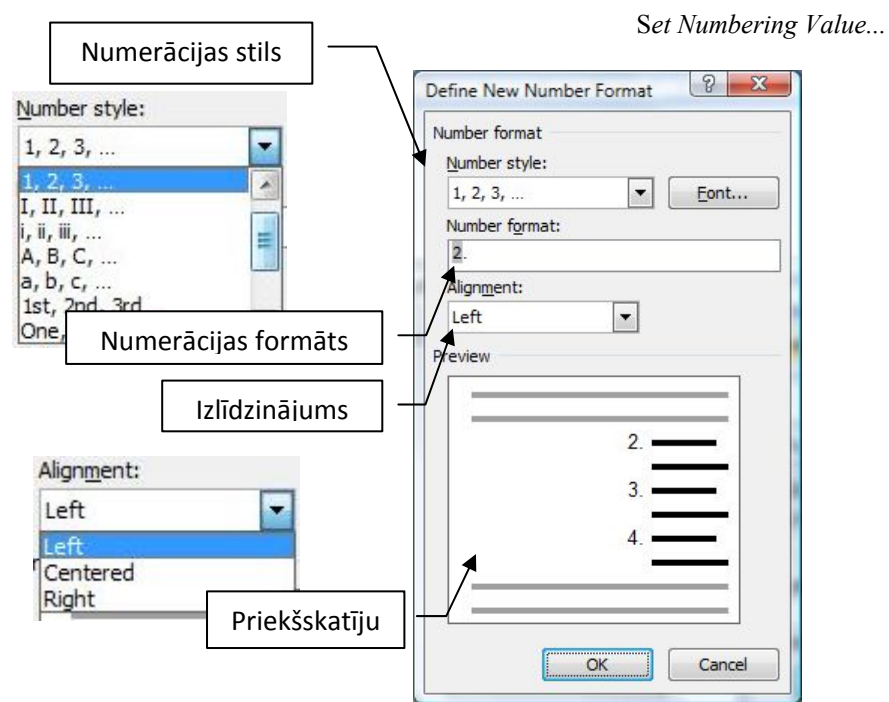 Set Numbering Value...
Numerācijas stils
Number style:
1, 2, 3, ...
1, 2, 3, ...
I, II, III, ...
i, ii, iii, ...
A, B, C, ...
a, b, c, ...
1st, 2nd, 3rd
One,
Numerācijas formāts
Izlīdzinājums
Alignment:
Left
Left
Centered
Right
Priekšskatīju
Define New Number Format
Number format
Number style:
1, 2, 3, ...
Font...
Number format:
2.
Alignment:
Left
Preview
2.
3.
4.
OK
Cancel